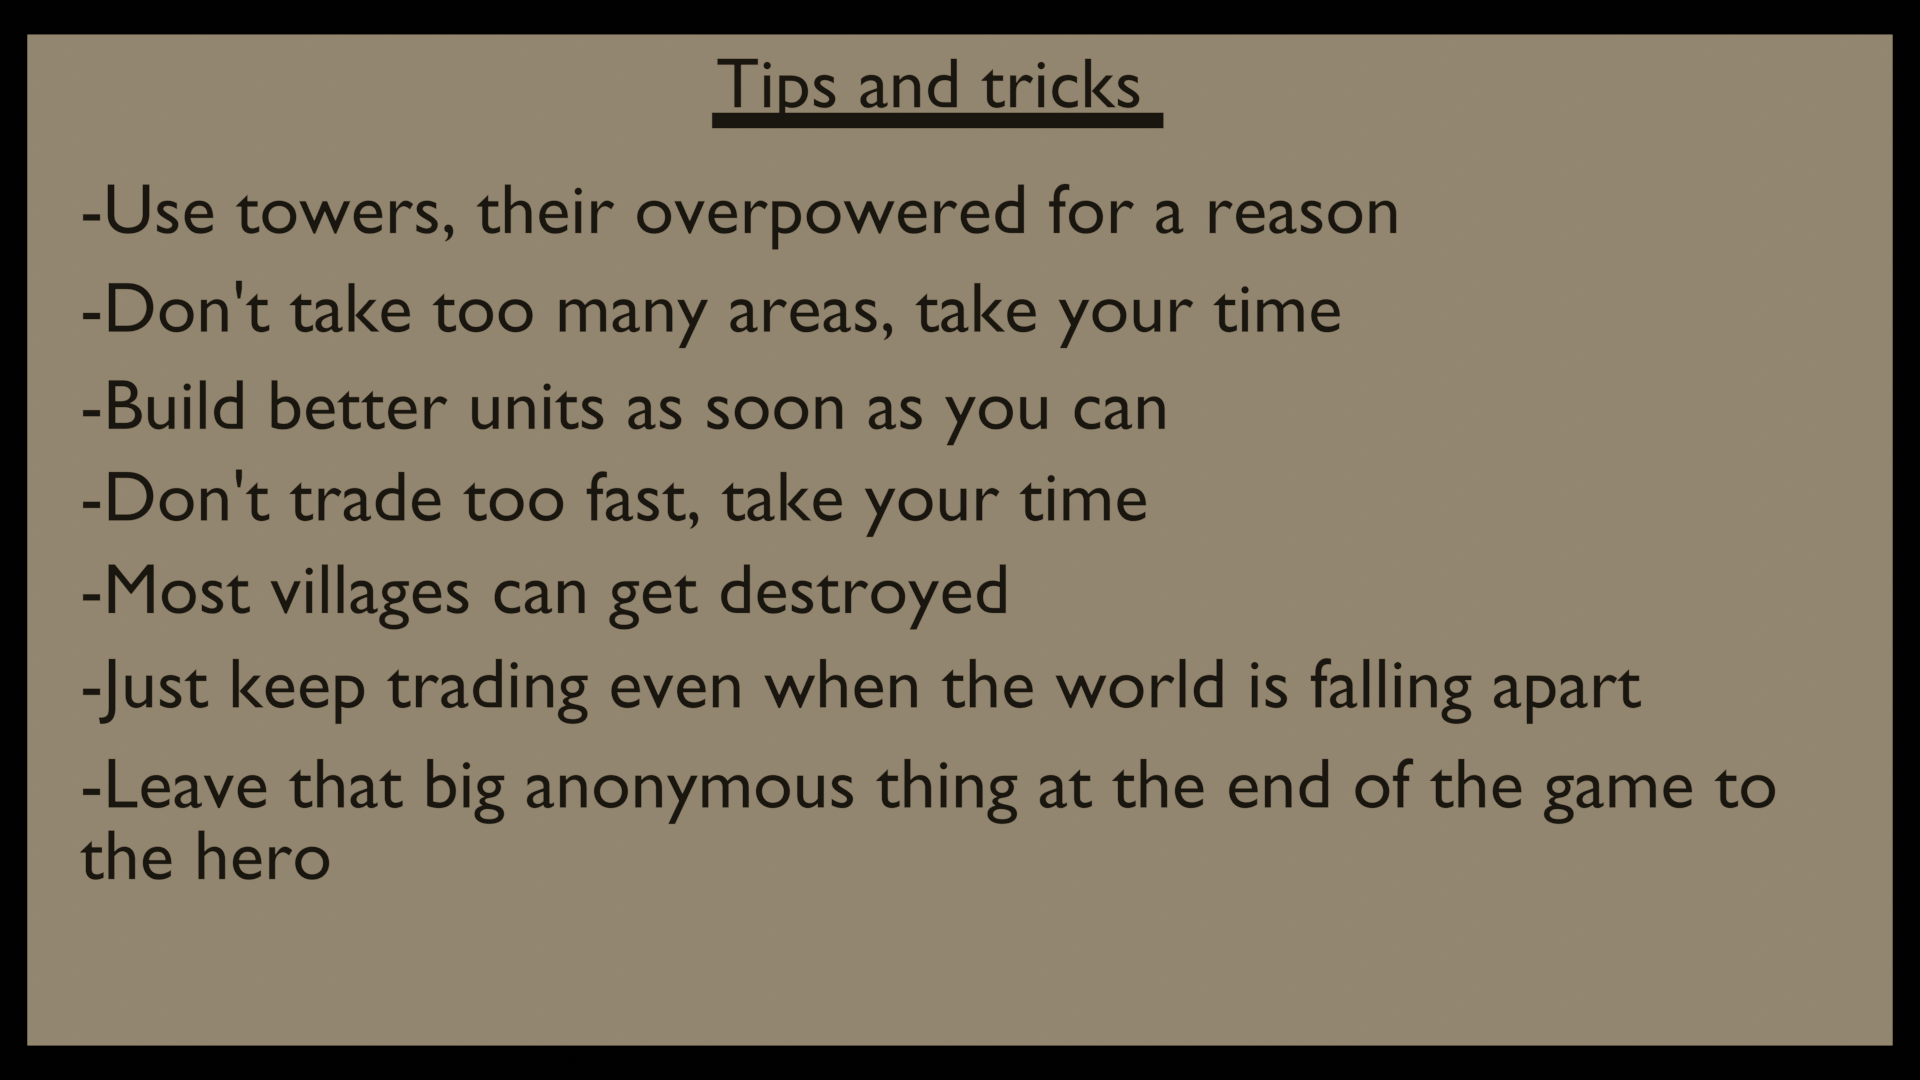 Tips and tricks
-Use towers, their overpowered for a reason
-Don't take too many areas, take your time
-Build better units as soon as you can
-Don't trade too fast, take your time
-Most villages can get destroyed
-Just keep trading even when the world is falling apart
-Leave that big anonymous thing at the end of the game to
the hero